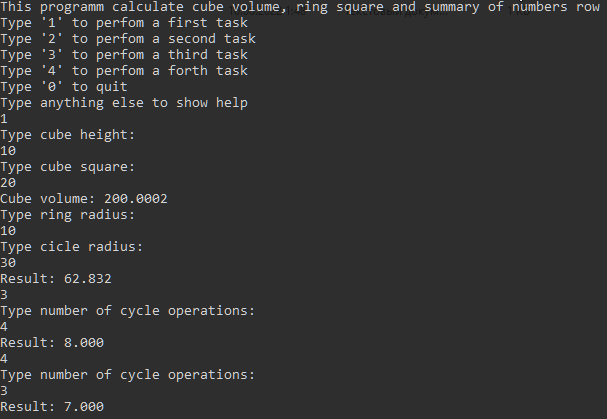 This programm calculate cube volume, ring square and summary of numbers row
Type '1' to perfom a first task
Type '2' to perfom a second task
Type '3' to perfom a third task
Type '4' to perfom a forth task
Type '0' to quit
Type anything else to show help
1
Type cube height:
10
Type cube square:
20
Cube volume: 200.0002
Type ring radius:
10
Type cicle radius:
30
Result: 62.832
3
Type number of cycle operations:
4
Result: 8.000
4
Type number of cycle operations:
3
Result: 7.000